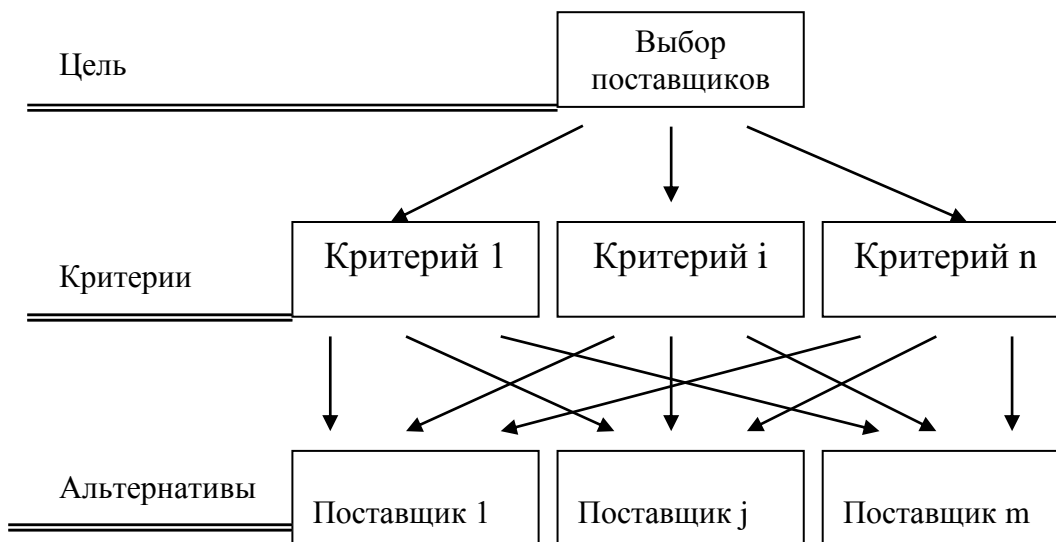 Цель
Выбор
поставщиков
Критерии
Критерий 1
Критерий i
Критерий n
Альтернативы
Поставщик 1
Поставщик j
Поставщик m